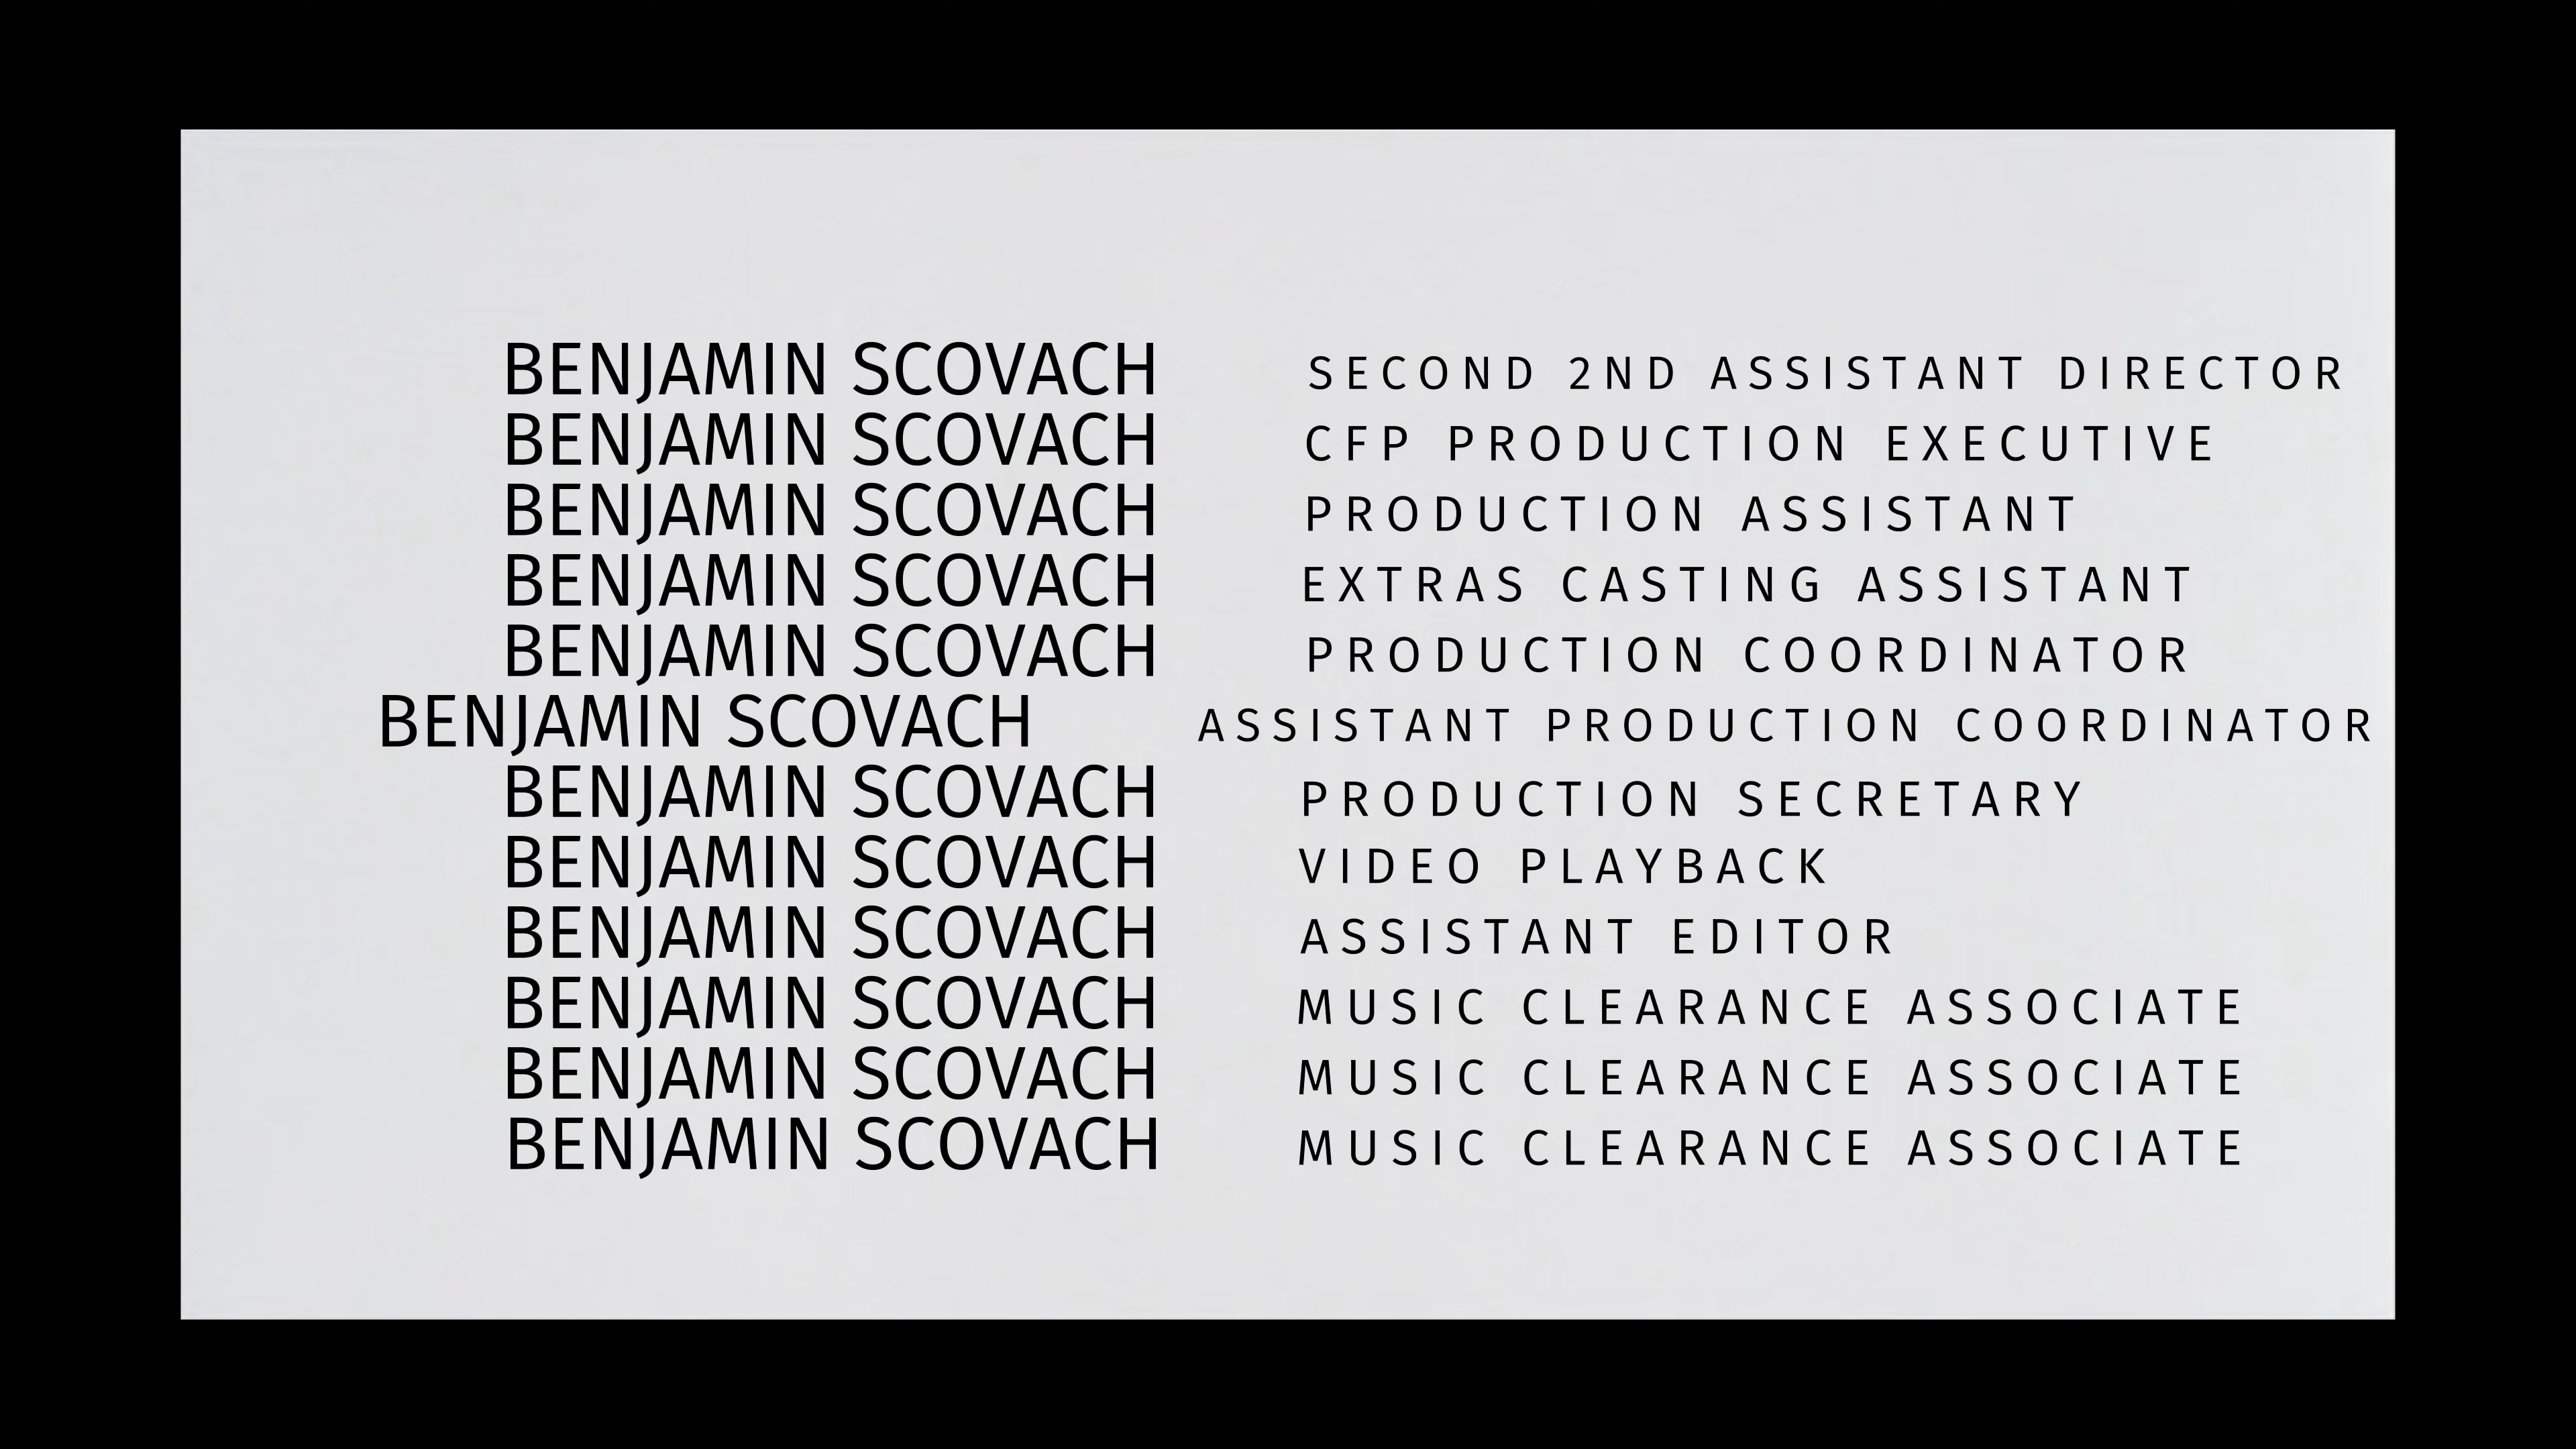 BENJAMIN SCOVACH SECOND 2ND ASSISTANT DIRECTOR
BENJAMIN SCOVACH CFP PRODUCTION EXECUTIVE
BENJAMIN SCOVACH PRODUCTION ASSISTANT
BENJAMIN SCOVACH EXTRAS CASTING ASSISTANT
BENJAMIN SCOVACH PRODUCTION COORDINATOR
BENJAMIN SCOVACH ASSISTANT PRODUCTION COORDINATOR
BENJAMIN SCOVACH PRODUCTION SECRETARY
BENJAMIN SCOVACH VIDEO PLAYBACK
BENJAMIN SCOVACH ASSISTANT EDITOR
BENJAMIN SCOVACH MUSIC CLEARANCE ASSOCIATE
BENJAMIN SCOVACH MUSIC CLEARANCE ASSOCIATE
BENJAMIN SCOVACH MUSIC CLEARANCE ASSOCIATE